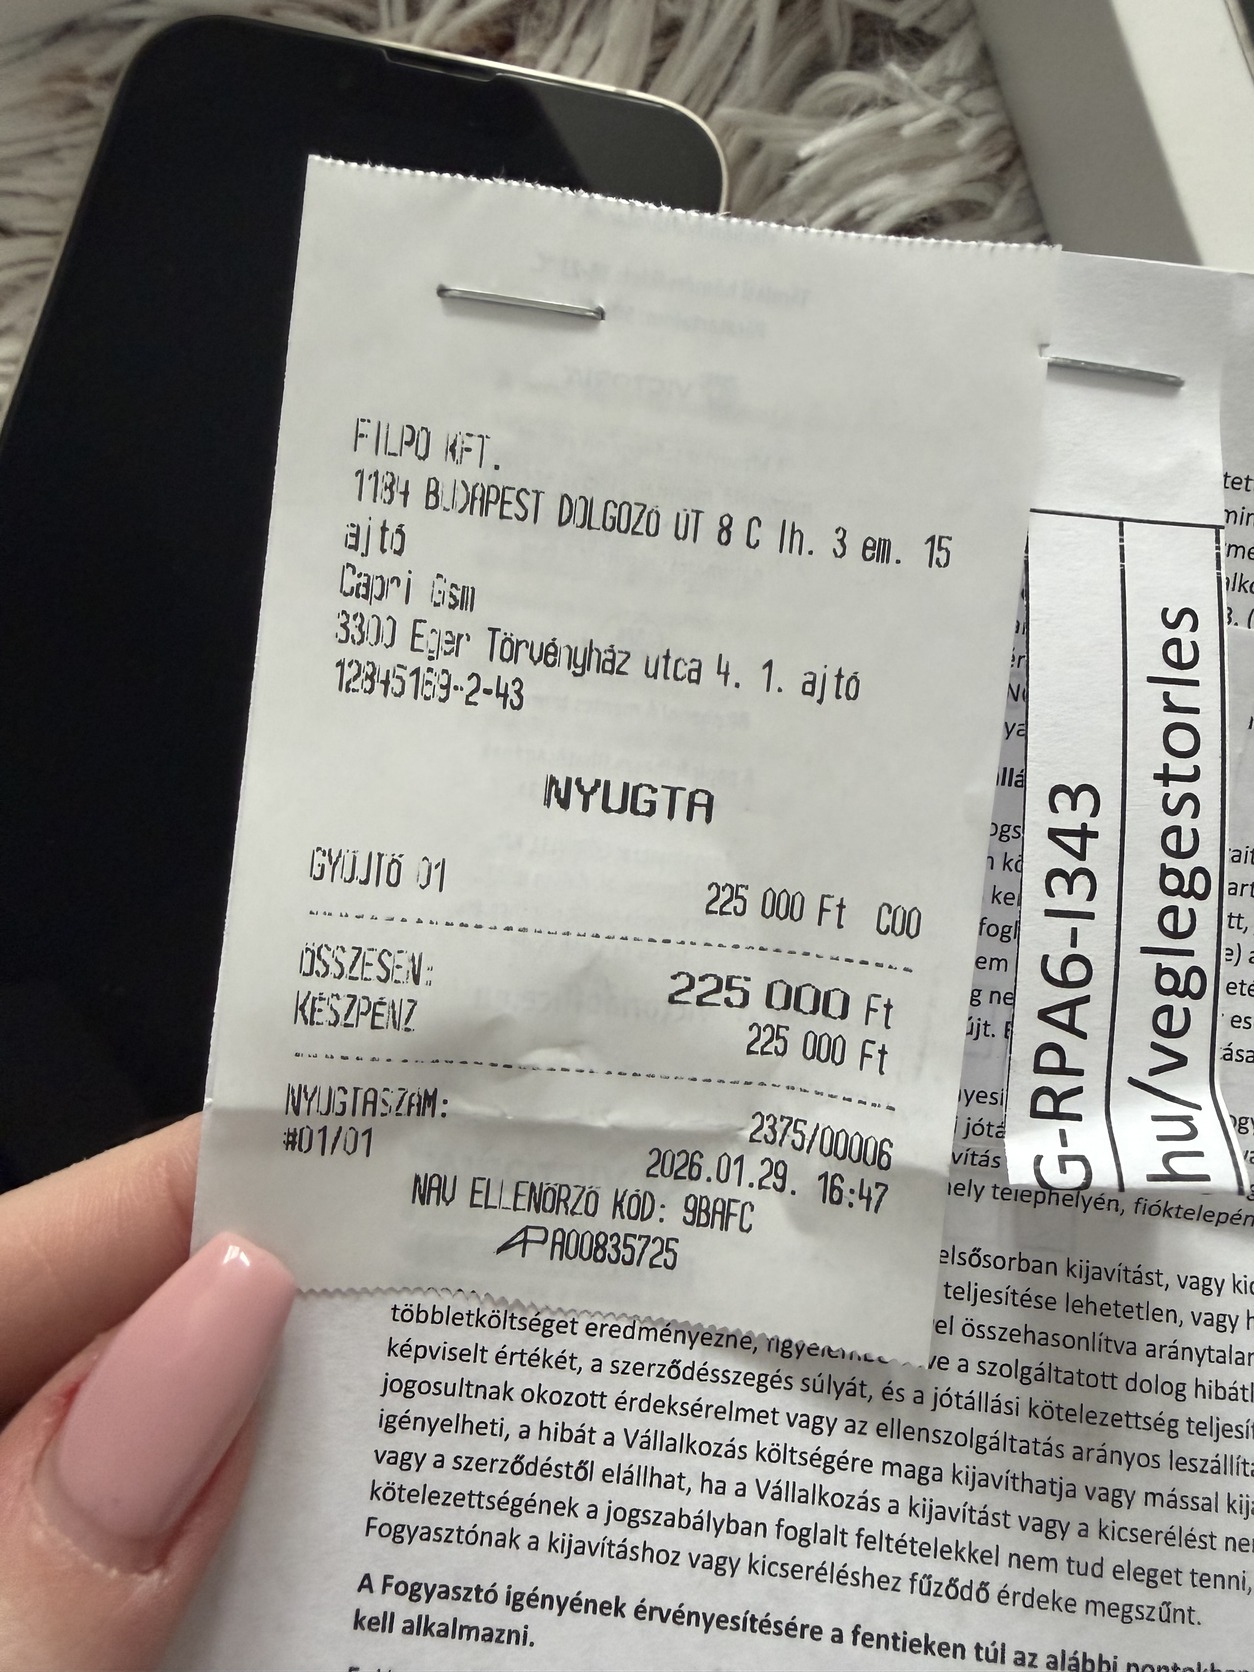 FILPO KFT.
1184 BUDAPEST DOLGOZÓ ÚT 8 C lh. 3 em. 15
ajtó
Capri Gsm
3300 Eger Törvényház utca 4. 1. ajtó
12845169-2-43
NYUGTA
GYŰJTŐ 01 225 000 Ft C00
ÖSSZESEN: 225 000 Ft
KÉSZPÉNZ 225 000 Ft
NYUGTASZÁM: 2375/00006
#01/01 2026.01.29. 16:47
NAV ELLENŐRZŐ KÓD: 9BAFC
AP A00835725
G-RPA6-I343
hu/veglegestorles
hely telephelyén, fióktelepén
elsősorban kijavítást, vagy
teljesítése lehetetlen, vagy
többletköltséget eredményezne, összehasonlítva
képviselt értékét, a szerződésszegés súlyát, és a szolgáltatott dolog
jogosultnak okozott érdeksérelmet vagy az ellenszolgáltatás arányos a jótállási kötelezettség
igényelheti, a hibát a Vállalkozás költségére maga kijavíthatja vagy mással
vagy a szerződéstől elállhat, ha a Vállalkozás a kijavítást vagy a kicserélést
kötelezettségének a jogszabályban foglalt feltételekkel nem tud eleget tenni,
Fogyasztónak a kijavításhoz vagy kicseréléshez fűződő érdeke megszűnt.
A Fogyasztó igényének érvényesítésére a fentieken túl az alábbi
kell alkalmazni.